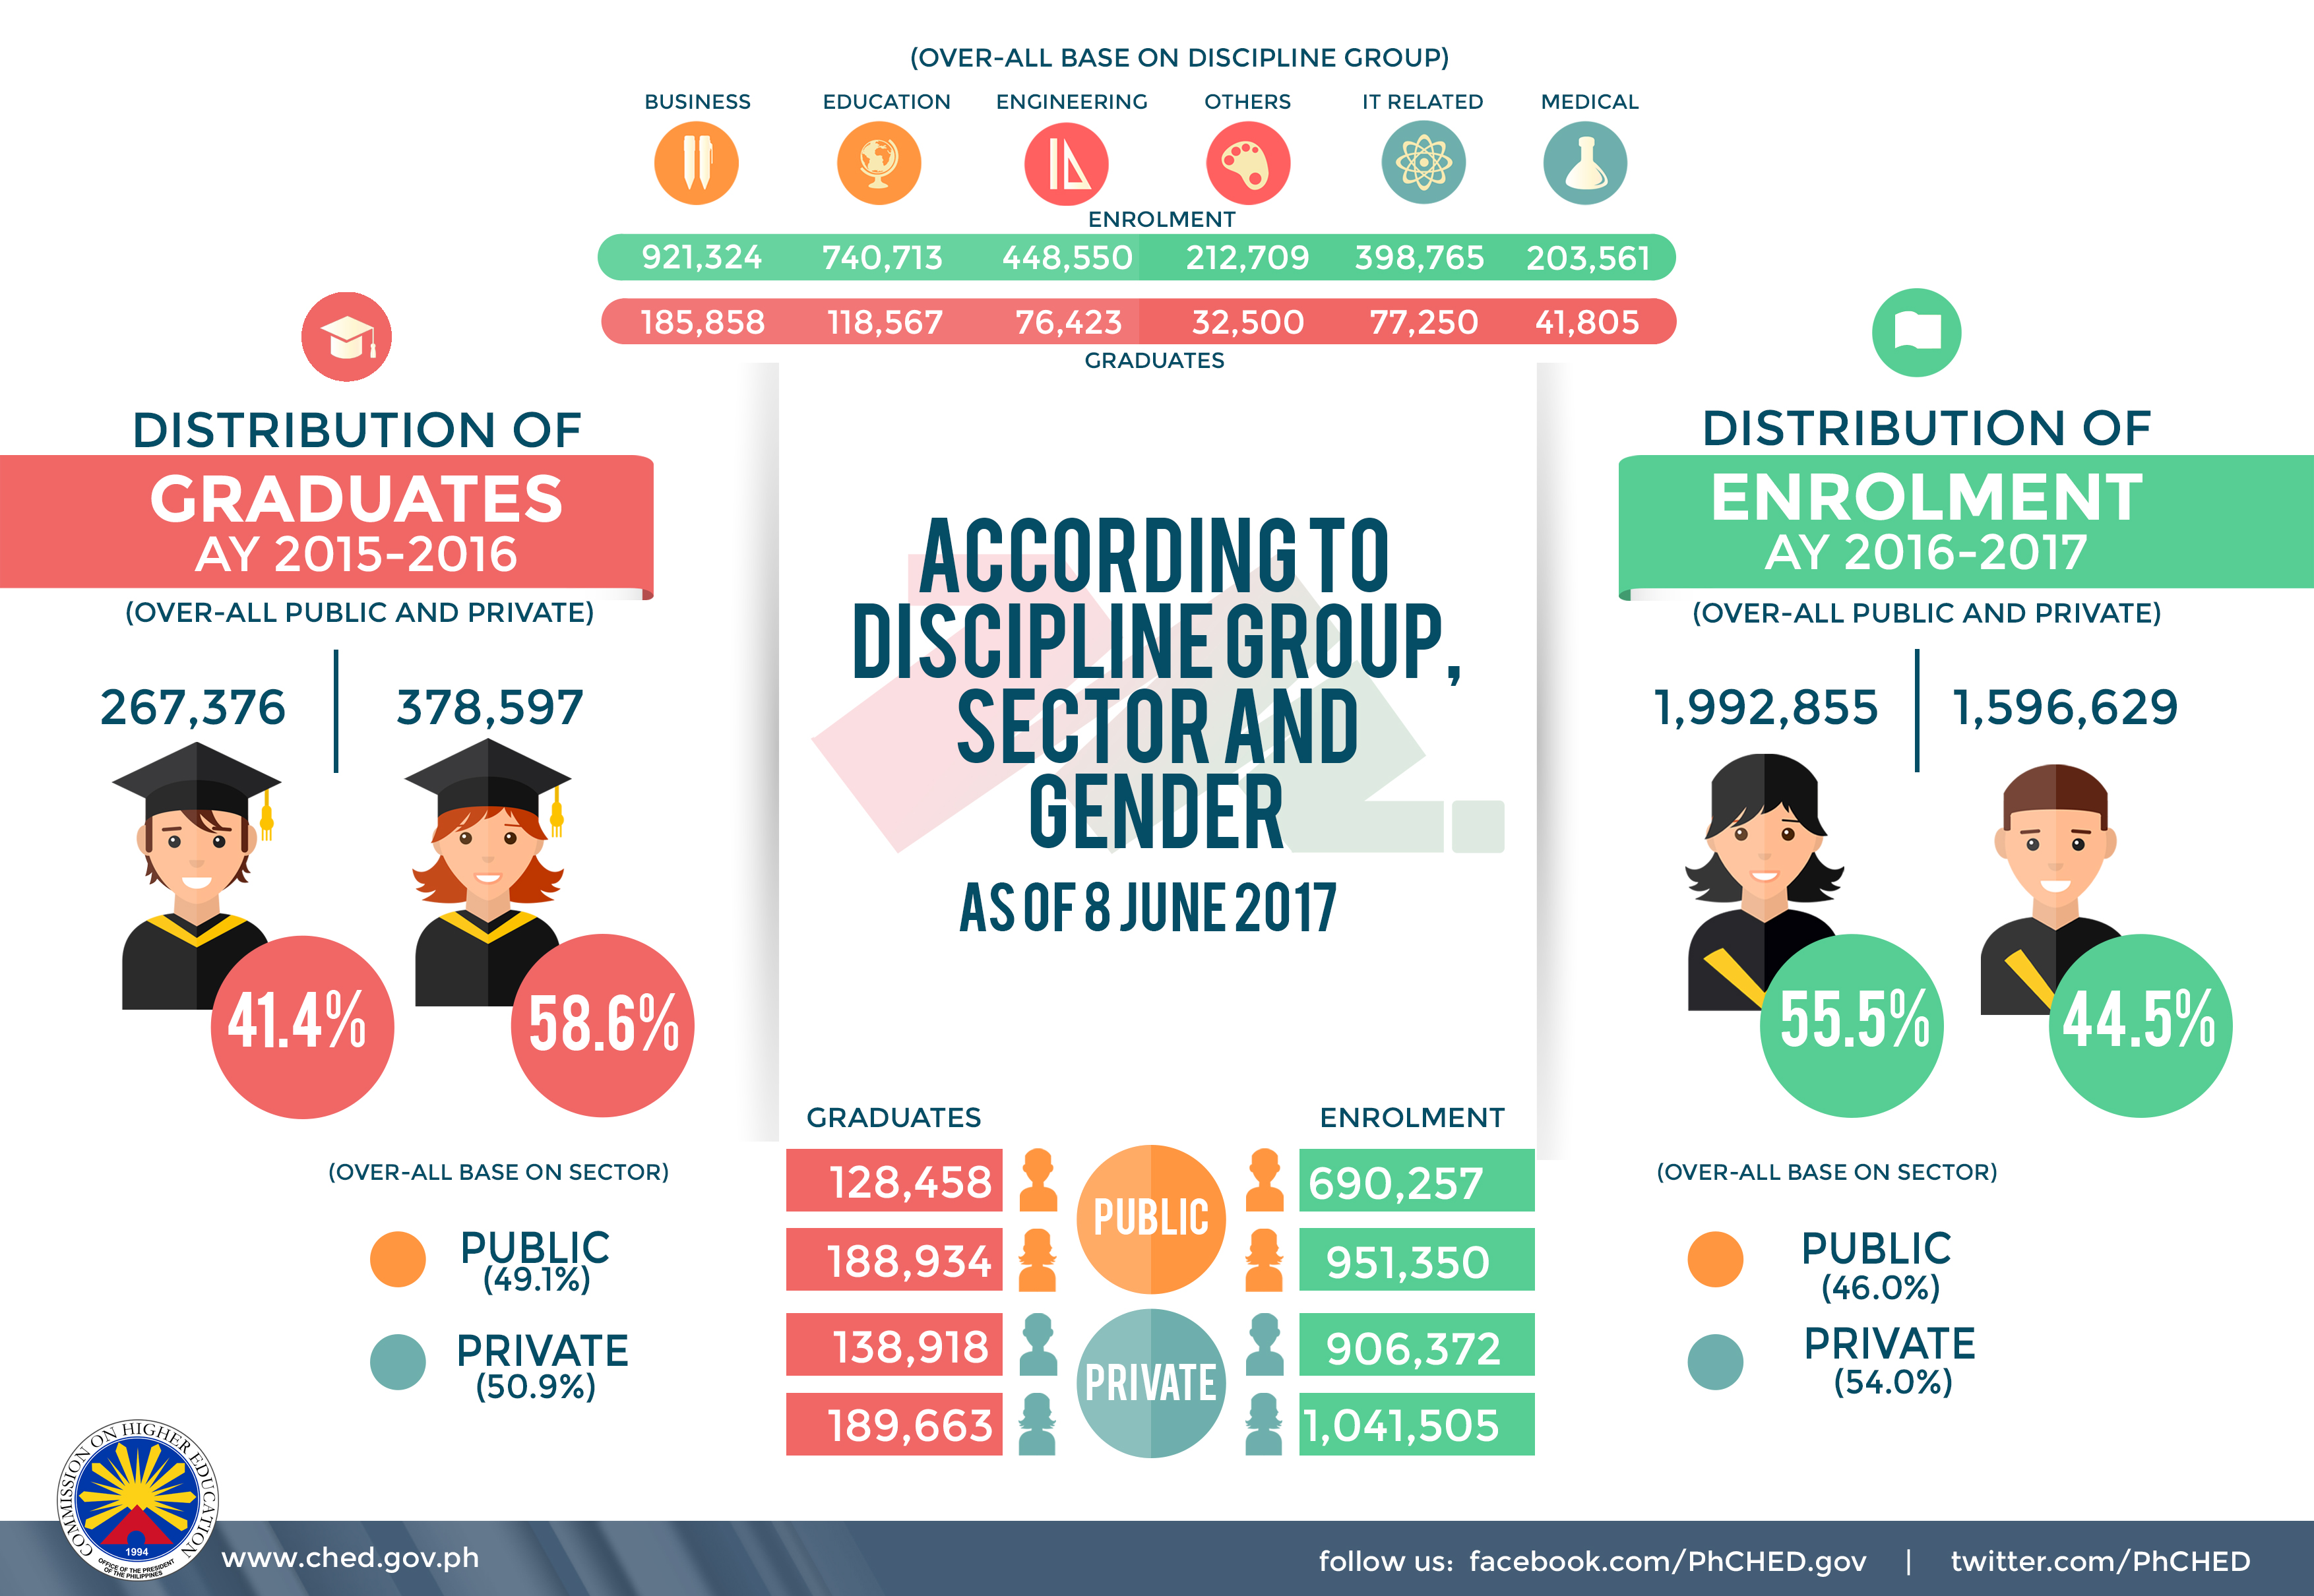 (OVER-ALL BASE ON DISCIPLINE GROUP)
BUSINESS EDUCATION ENGINEERING OTHERS IT RELATED MEDICAL
ENROLMENT
921,324 740,713 448,550 212,709 398,765 203,561
185,858 118,567 76,423 32,500 77,250 41,805
GRADUATES
DISTRIBUTION OF
GRADUATES
AY 2015-2016
(OVER-ALL PUBLIC AND PRIVATE)
267,376 378,597
41.4% 58.6%
(OVER-ALL BASE ON SECTOR)
PUBLIC
(49.1%)
PRIVATE
(50.9%)
ACCORDING TO
DISCIPLINE GROUP,
SECTOR AND
GENDER
AS OF 8 JUNE 2017
GRADUATES ENROLMENT
128,458 690,257
PUBLIC
188,934 951,350
138,918 906,372
PRIVATE
189,663 1,041,505
DISTRIBUTION OF
ENROLMENT
AY 2016-2017
(OVER-ALL PUBLIC AND PRIVATE)
1,992,855 1,596,629
55.5% 44.5%
(OVER-ALL BASE ON SECTOR)
PUBLIC
(46.0%)
PRIVATE
(54.0%)
COMMISSION ON HIGHER EDUCATION
1994
OFFICE OF THE PRESIDENT
OF THE PHILIPPINES
www.ched.gov.ph
follow us: facebook.com/PhCHED.gov | twitter.com/PhCHED